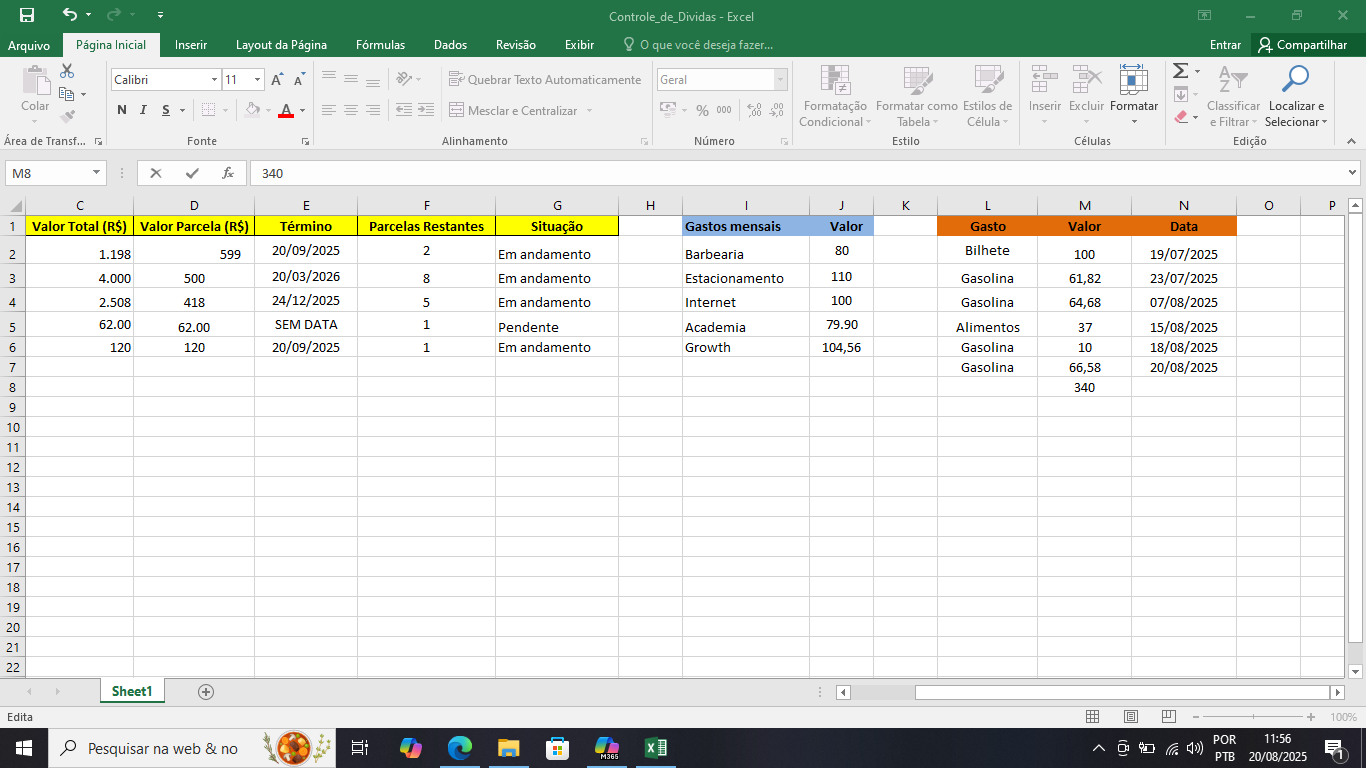 Controle_de_Dividas - Excel
Arquivo Página Inicial Inserir Layout da Página Fórmulas Dados Revisão Exibir O que você deseja fazer... Entrar Compartilhar
Colar Calibri 11 Quebrar Texto Automaticamente Geral Formatação Condicional Formatar como Tabela Estilos de Célula Inserir Excluir Formatar Classificar e Filtrar Localizar e Selecionar
N I S A Mesclar e Centralizar % 000
Área de Transf... Fonte Alinhamento Número Estilo Células Edição
M8 fx 340
C D E F G H I J K L M N O P
1 Valor Total (R$) Valor Parcela (R$) Término Parcelas Restantes Situação Gastos mensais Valor Gasto Valor Data
2 1.198 599 20/09/2025 2 Em andamento Barbearia 80 Bilhete 100 19/07/2025
3 4.000 500 20/03/2026 8 Em andamento Estacionamento 110 Gasolina 61,82 23/07/2025
4 2.508 418 24/12/2025 5 Em andamento Internet 100 Gasolina 64,68 07/08/2025
5 62.00 62.00 SEM DATA 1 Pendente Academia 79.90 Alimentos 37 15/08/2025
6 120 120 20/09/2025 1 Em andamento Growth 104,56 Gasolina 10 18/08/2025
7 Gasolina 66,58 20/08/2025
8 340
9
10
11
12
13
14
15
16
17
18
19
20
21
22
Sheet1
Edita 100%
Pesquisar na web & no M365 POR 11:56
PTB 20/08/2025 1